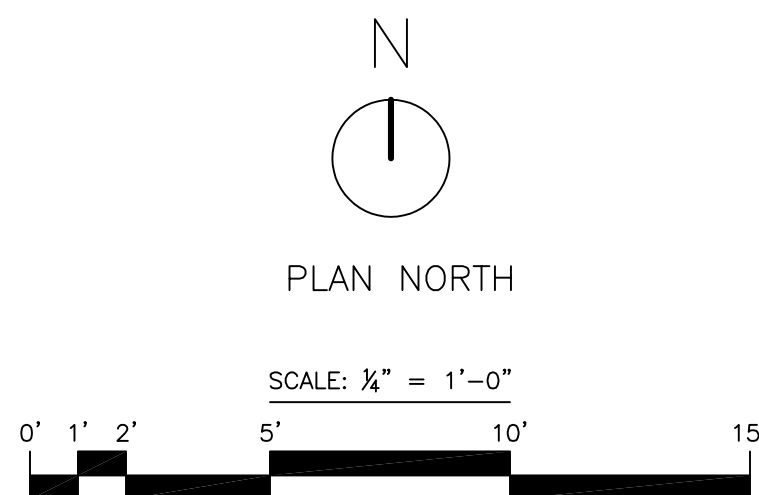 N
PLAN NORTH
SCALE: ¼” = 1’-0”
0’ 1’ 2’ 5’ 10’ 15